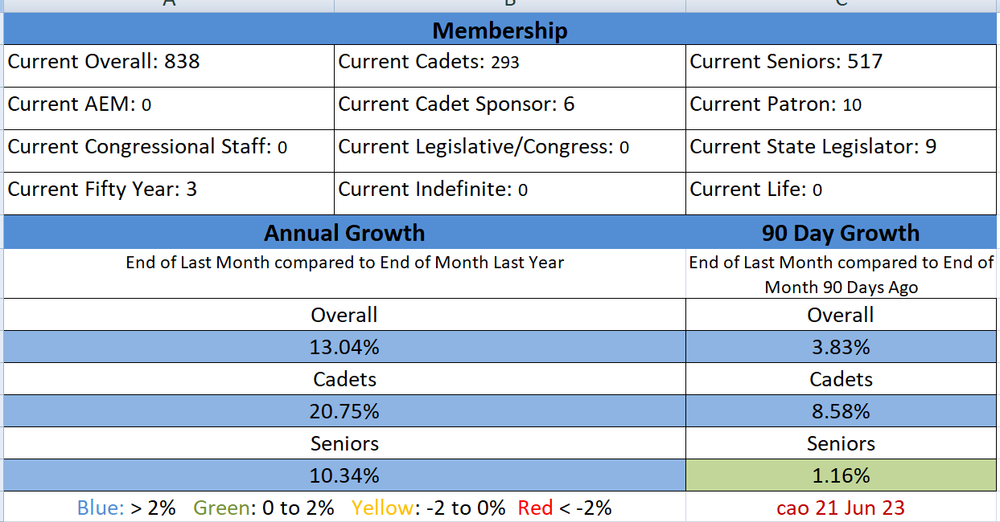 A B C
Membership
Current Overall: 838 Current Cadets: 293 Current Seniors: 517
Current AEM: 0 Current Cadet Sponsor: 6 Current Patron: 10
Current Congressional Staff: 0 Current Legislative/Congress: 0 Current State Legislator: 9
Current Fifty Year: 3 Current Indefinite: 0 Current Life: 0
Annual Growth 90 Day Growth
End of Last Month compared to End of Month Last Year End of Last Month compared to End of
Month 90 Days Ago
Overall Overall
13.04% 3.83%
Cadets Cadets
20.75% 8.58%
Seniors Seniors
10.34% 1.16%
Blue: > 2% Green: 0 to 2% Yellow: -2 to 0% Red < -2% cao 21 Jun 23